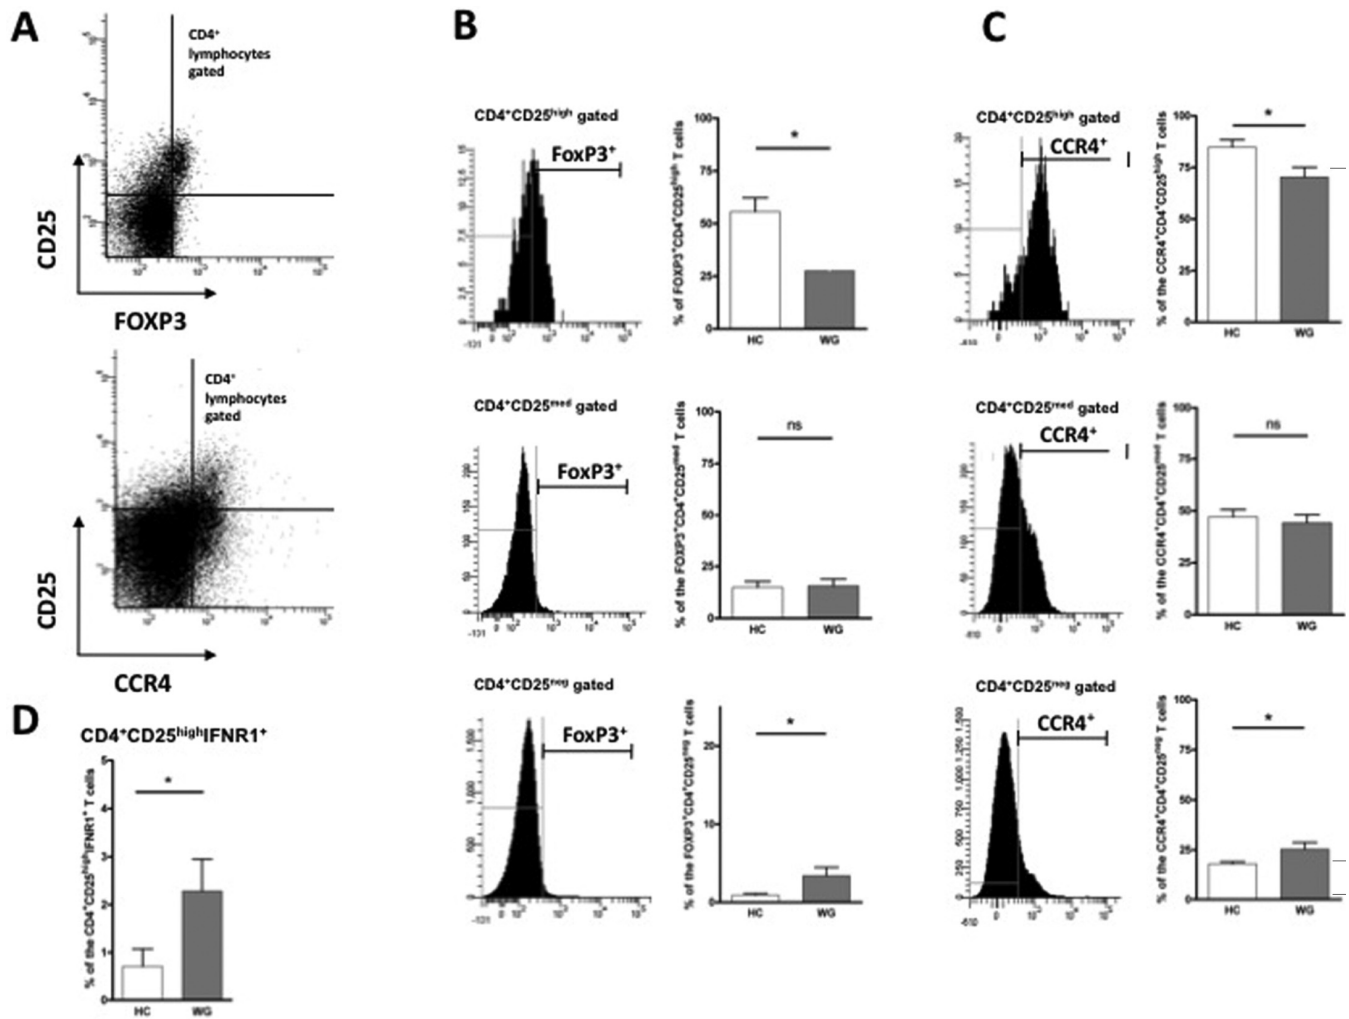 A
CD4⁺
lymphocytes
gated
CD25
FOXP3
CD4⁺
lymphocytes
gated
CD25
CCR4
B
CD4⁺CD25ʰⁱᵍʰ gated
FoxP3⁺
% of FOXP3⁺CD4⁺CD25ʰⁱᵍʰ T cells
100
75
50
25
0
*
HC WG
CD4⁺CD25ᵐᵉᵈ gated
FoxP3⁺
% of the FOXP3⁺CD4⁺CD25ᵐᵉᵈ T cells
100
75
50
25
0
ns
HC WG
CD4⁺CD25ⁿᵉᵍ gated
FoxP3⁺
% of the FOXP3⁺CD4⁺CD25ⁿᵉᵍ T cells
20
10
0
*
HC WG
C
CD4⁺CD25ʰⁱᵍʰ gated
CCR4⁺
% of the CCR4⁺CD4⁺CD25ʰⁱᵍʰ T cells
100
75
50
25
0
*
HC WG
CD4⁺CD25ᵐᵉᵈ gated
CCR4⁺
% of the CCR4⁺CD4⁺CD25ᵐᵉᵈ T cells
100
75
50
25
0
ns
HC WG
CD4⁺CD25ⁿᵉᵍ gated
CCR4⁺
% of the CCR4⁺CD4⁺CD25ⁿᵉᵍ T cells
100
75
50
25
0
*
HC WG
D
CD4⁺CD25ʰⁱᵍʰIFNR1⁺
% of the CD4⁺CD25ʰⁱᵍʰIFNR1⁺ T cells
5
4
3
2
1
0
*
HC WG